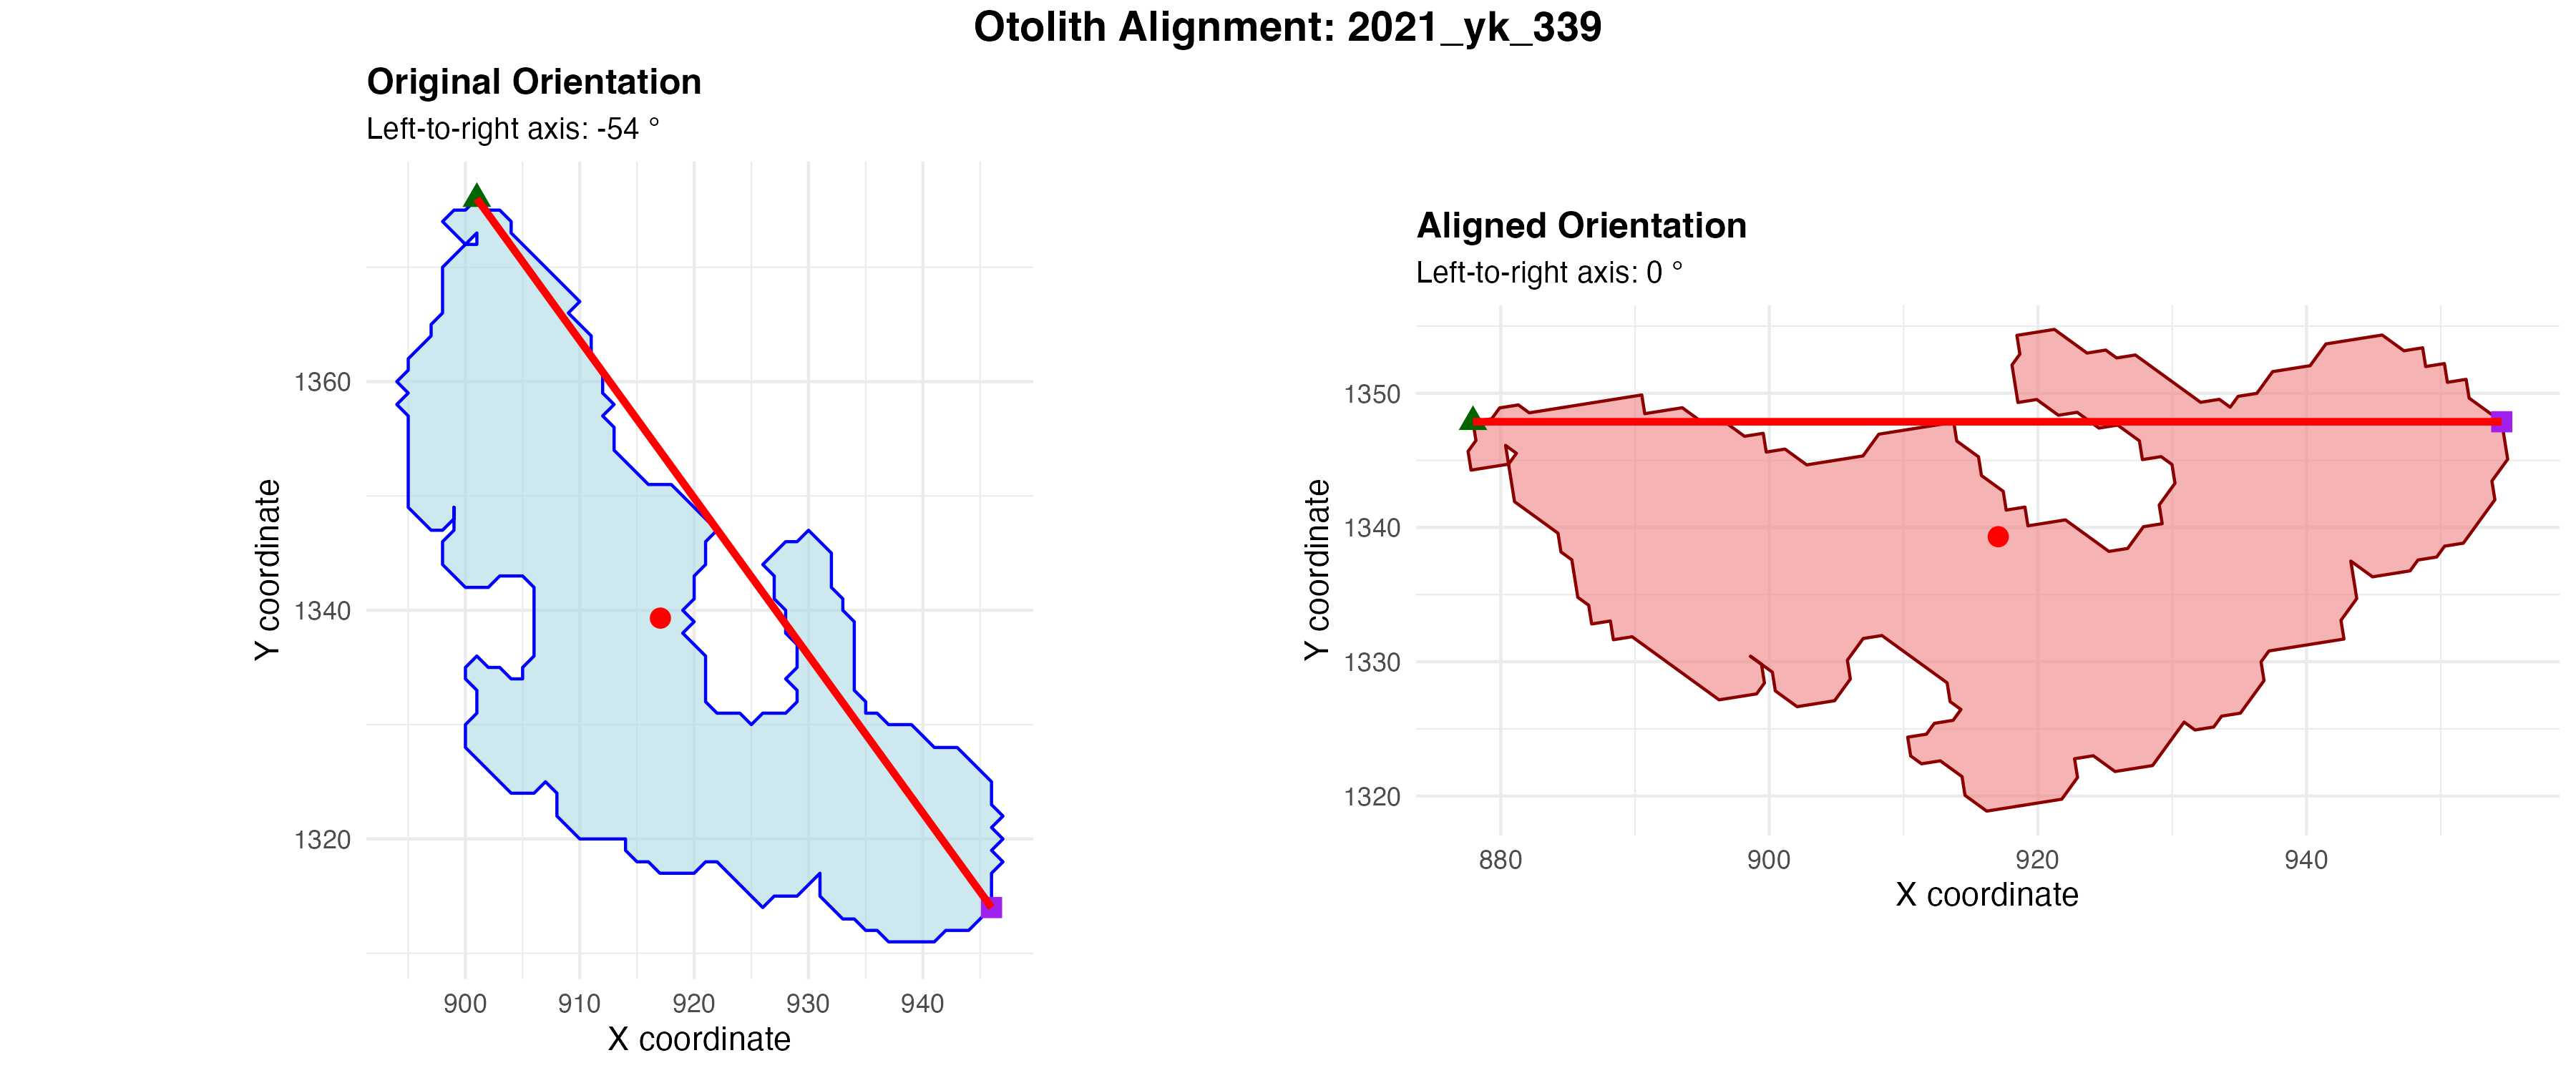 Otolith Alignment: 2021_yk_339
Original Orientation
Left-to-right axis: -54 °
1360
1340
1320
Y coordinate
900 910 920 930 940
X coordinate
Aligned Orientation
Left-to-right axis: 0 °
1350
1340
1330
1320
Y coordinate
880 900 920 940
X coordinate